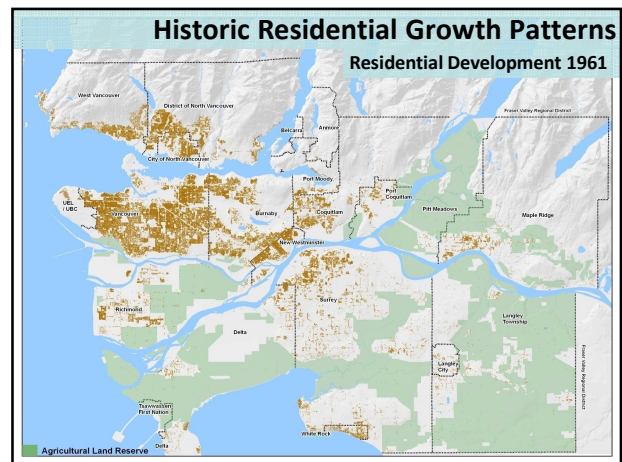 Historic Residential Growth Patterns
Residential Development 1961
Fraser Valley Regional District
West Vancouver
District of North Vancouver
Belcarra
Anmore
City of North Vancouver
Port Moody
UEL
/ UBC
Vancouver
Burnaby
Coquitlam
Port
Coquitlam
Pitt Meadows
Maple Ridge
New Westminster
Richmond
Surrey
Delta
Langley
Township
Langley
City
Fraser Valley Regional District
Tsawwassen
First Nation
Delta
White Rock
Agricultural Land Reserve